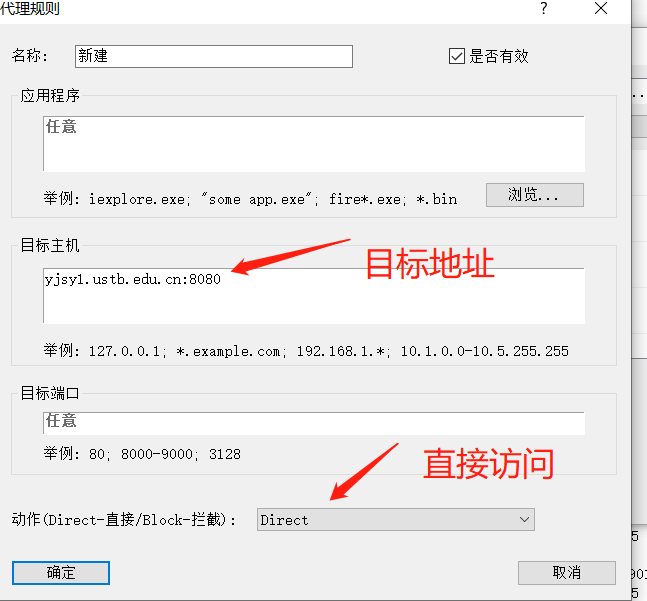 代理规则
?
名称:
新建
是否有效
应用程序
任意
举例: iexplore.exe; "some app.exe"; fire*.exe; *.bin
浏览...
目标主机
目标地址
yjsy1.ustb.edu.cn:8080
举例: 127.0.0.1; *.example.com; 192.168.1.*; 10.1.0.0-10.5.255.255
目标端口
任意
举例: 80; 8000-9000; 3128
直接访问
动作(Direct-直接/Block-拦截):
Direct
5
确定
取消
901
5